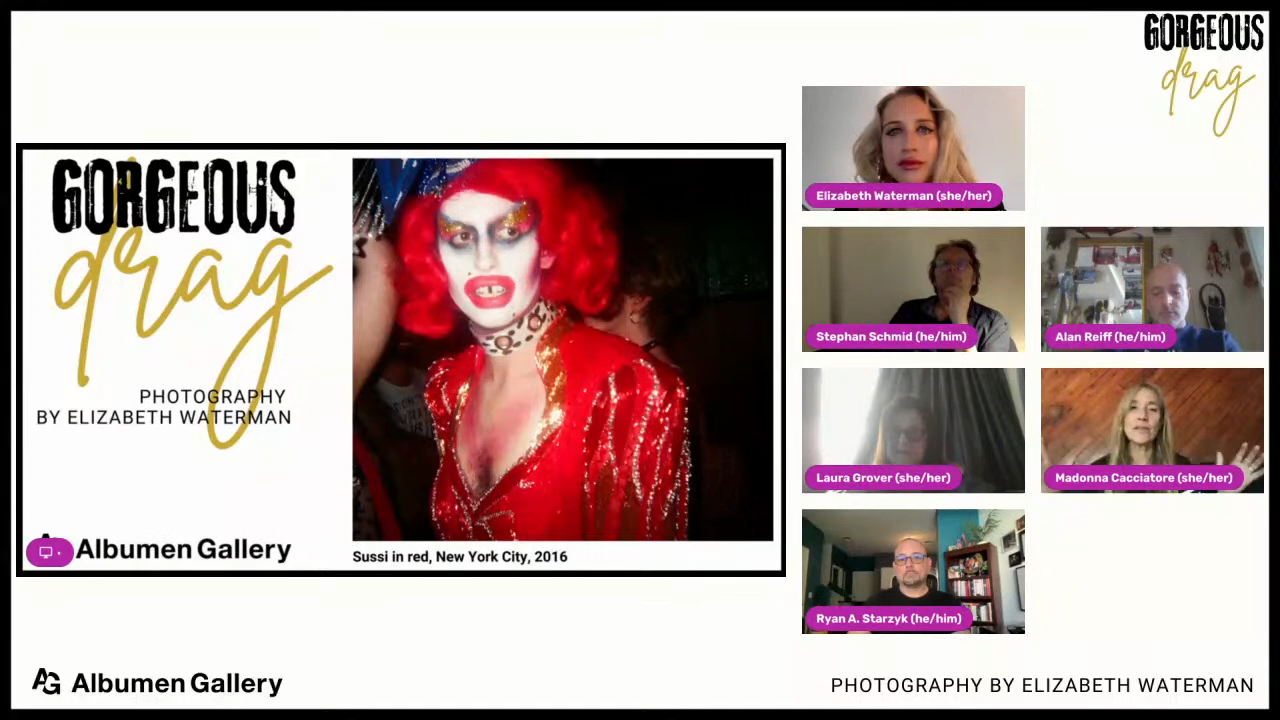 GORGEOUS
drag
GORGEOUS
drag
PHOTOGRAPHY
BY ELIZABETH WATERMAN
Albumen Gallery
Sussi in red, New York City, 2016
Elizabeth Waterman (she/her)
Stephan Schmid (he/him)
Alan Reiff (he/him)
Laura Grover (she/her)
Madonna Cacciatore (she/her)
Ryan A. Starzyk (he/him)
AG Albumen Gallery
PHOTOGRAPHY BY ELIZABETH WATERMAN